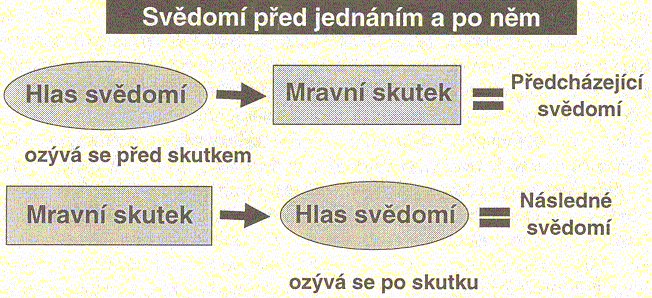 Svědomí před jednáním a po něm
Hlas svědomí
Mravní skutek
=
Předcházející
svědomí
ozývá se před skutkem
Mravní skutek
Hlas svědomí
=
Následné
svědomí
ozývá se po skutku